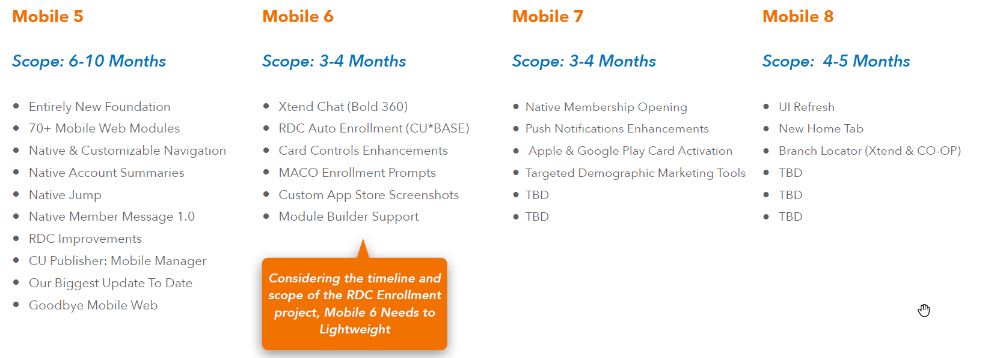 Mobile 5
Scope: 6-10 Months
• Entirely New Foundation
• 70+ Mobile Web Modules
• Native & Customizable Navigation
• Native Account Summaries
• Native Jump
• Native Member Message 1.0
• RDC Improvements
• CU Publisher: Mobile Manager
• Our Biggest Update To Date
• Goodbye Mobile Web
Mobile 6
Scope: 3-4 Months
• Xtend Chat (Bold 360)
• RDC Auto Enrollment (CU*BASE)
• Card Controls Enhancements
• MACO Enrollment Prompts
• Custom App Store Screenshots
• Module Builder Support
Considering the timeline and
scope of the RDC Enrollment
project, Mobile 6 Needs to
Lightweight
Mobile 7
Scope: 3-4 Months
• Native Membership Opening
• Push Notifications Enhancements
• Apple & Google Play Card Activation
• Targeted Demographic Marketing Tools
• TBD
• TBD
Mobile 8
Scope: 4-5 Months
• UI Refresh
• New Home Tab
• Branch Locator (Xtend & CO-OP)
• TBD
• TBD
• TBD